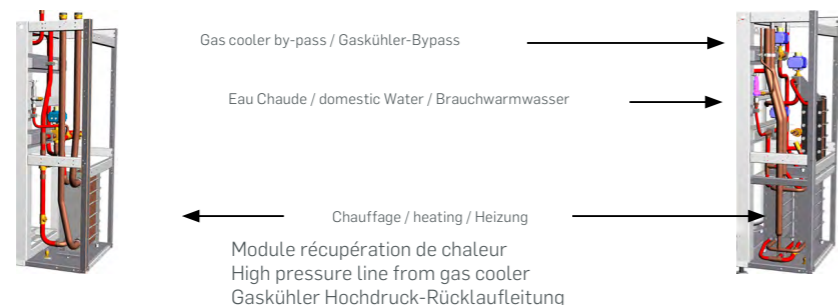 Gas cooler by-pass / Gaskühler-Bypass
Eau Chaude / domestic Water / Brauchwarmwasser
Chauffage / heating / Heizung
Module récupération de chaleur
High pressure line from gas cooler
Gaskühler Hochdruck-Rücklaufleitung